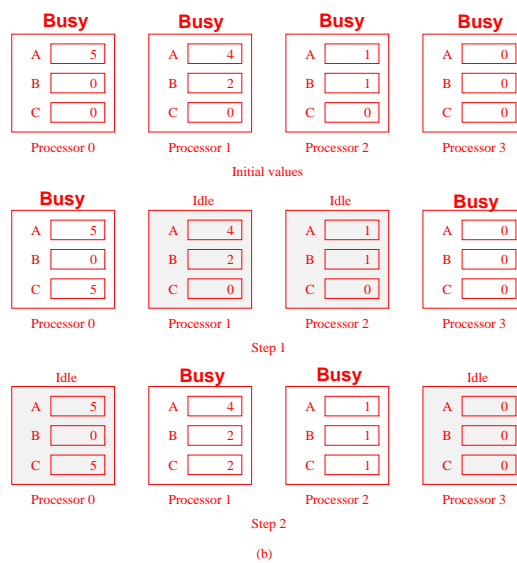 Busy Busy Busy Busy
A 5 A 4 A 1 A 0
B 0 B 2 B 1 B 0
C 0 C 0 C 0 C 0
Processor 0 Processor 1 Processor 2 Processor 3
Initial values
Busy Idle Idle Busy
A 5 A 4 A 1 A 0
B 0 B 2 B 1 B 0
C 5 C 0 C 0 C 0
Processor 0 Processor 1 Processor 2 Processor 3
Step 1
Idle Busy Busy Idle
A 5 A 4 A 1 A 0
B 0 B 2 B 1 B 0
C 5 C 2 C 1 C 0
Processor 0 Processor 1 Processor 2 Processor 3
Step 2
(b)